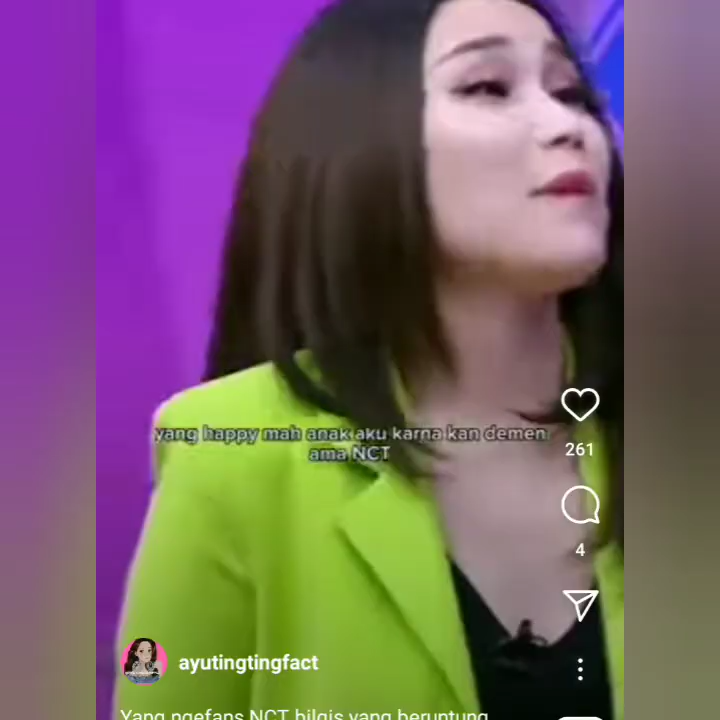 yang happy mah anak aku karna kan demen
ama NCT
261
4
ayutingtingfact
Yang ngefans NCT bilqis yang beruntung